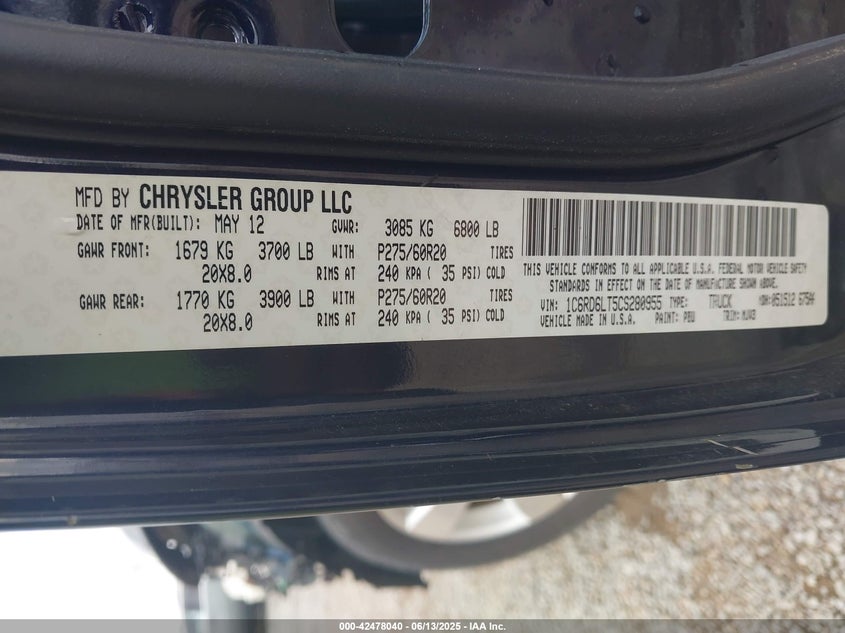 MFD BY CHRYSLER GROUP LLC
DATE OF MFR(BUILT): MAY 12 GVWR: 3085 KG 6800 LB
GAWR FRONT: 1679 KG 3700 LB WITH P275/60R20 TIRES
20X8.0 RIMS AT 240 KPA ( 35 PSI) COLD
GAWR REAR: 1770 KG 3900 LB WITH P275/60R20 TIRES
20X8.0 RIMS AT 240 KPA ( 35 PSI) COLD
THIS VEHICLE CONFORMS TO ALL APPLICABLE U.S.A. FEDERAL MOTOR VEHICLE SAFETY
STANDARDS IN EFFECT ON THE DATE OF MANUFACTURE SHOWN ABOVE.
VIN: 1C6RD6LT5CS280955 TYPE: TRUCK MDH: 051512
VEHICLE MADE IN U.S.A. PAINT: PBU TRIM: MJV3
000-42478040 - 06/13/2025 - IAA Inc.